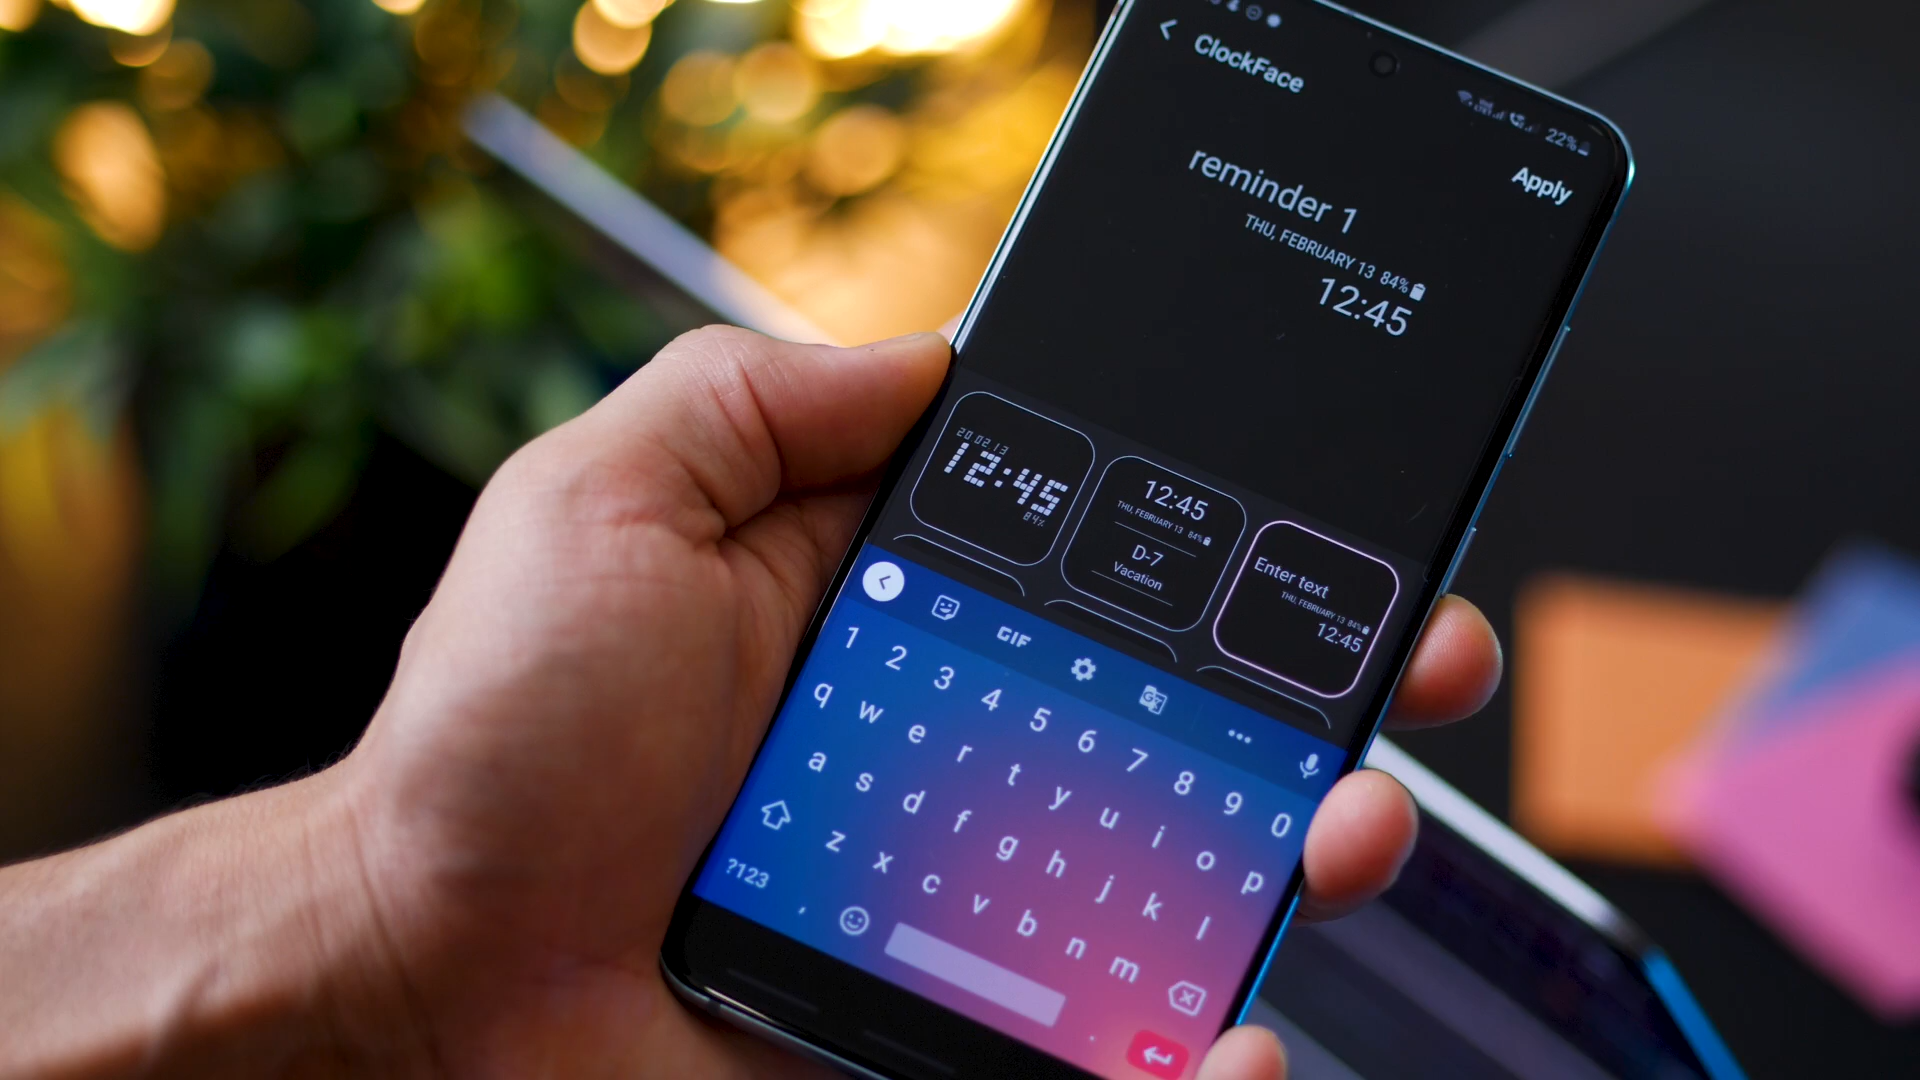 ClockFace
22%
Apply
reminder 1
THU, FEBRUARY 13 84%
12:45
20 02 13
12:45
84%
12:45
THU, FEBRUARY 13 84%
D-7
Vacation
Enter text
THU, FEBRUARY 13 84%
12:45
GIF
1 2 3 4 5 6 7 8 9 0
q w e r t y u i o p
a s d f g h j k l
z x c v b n m
?123 , .